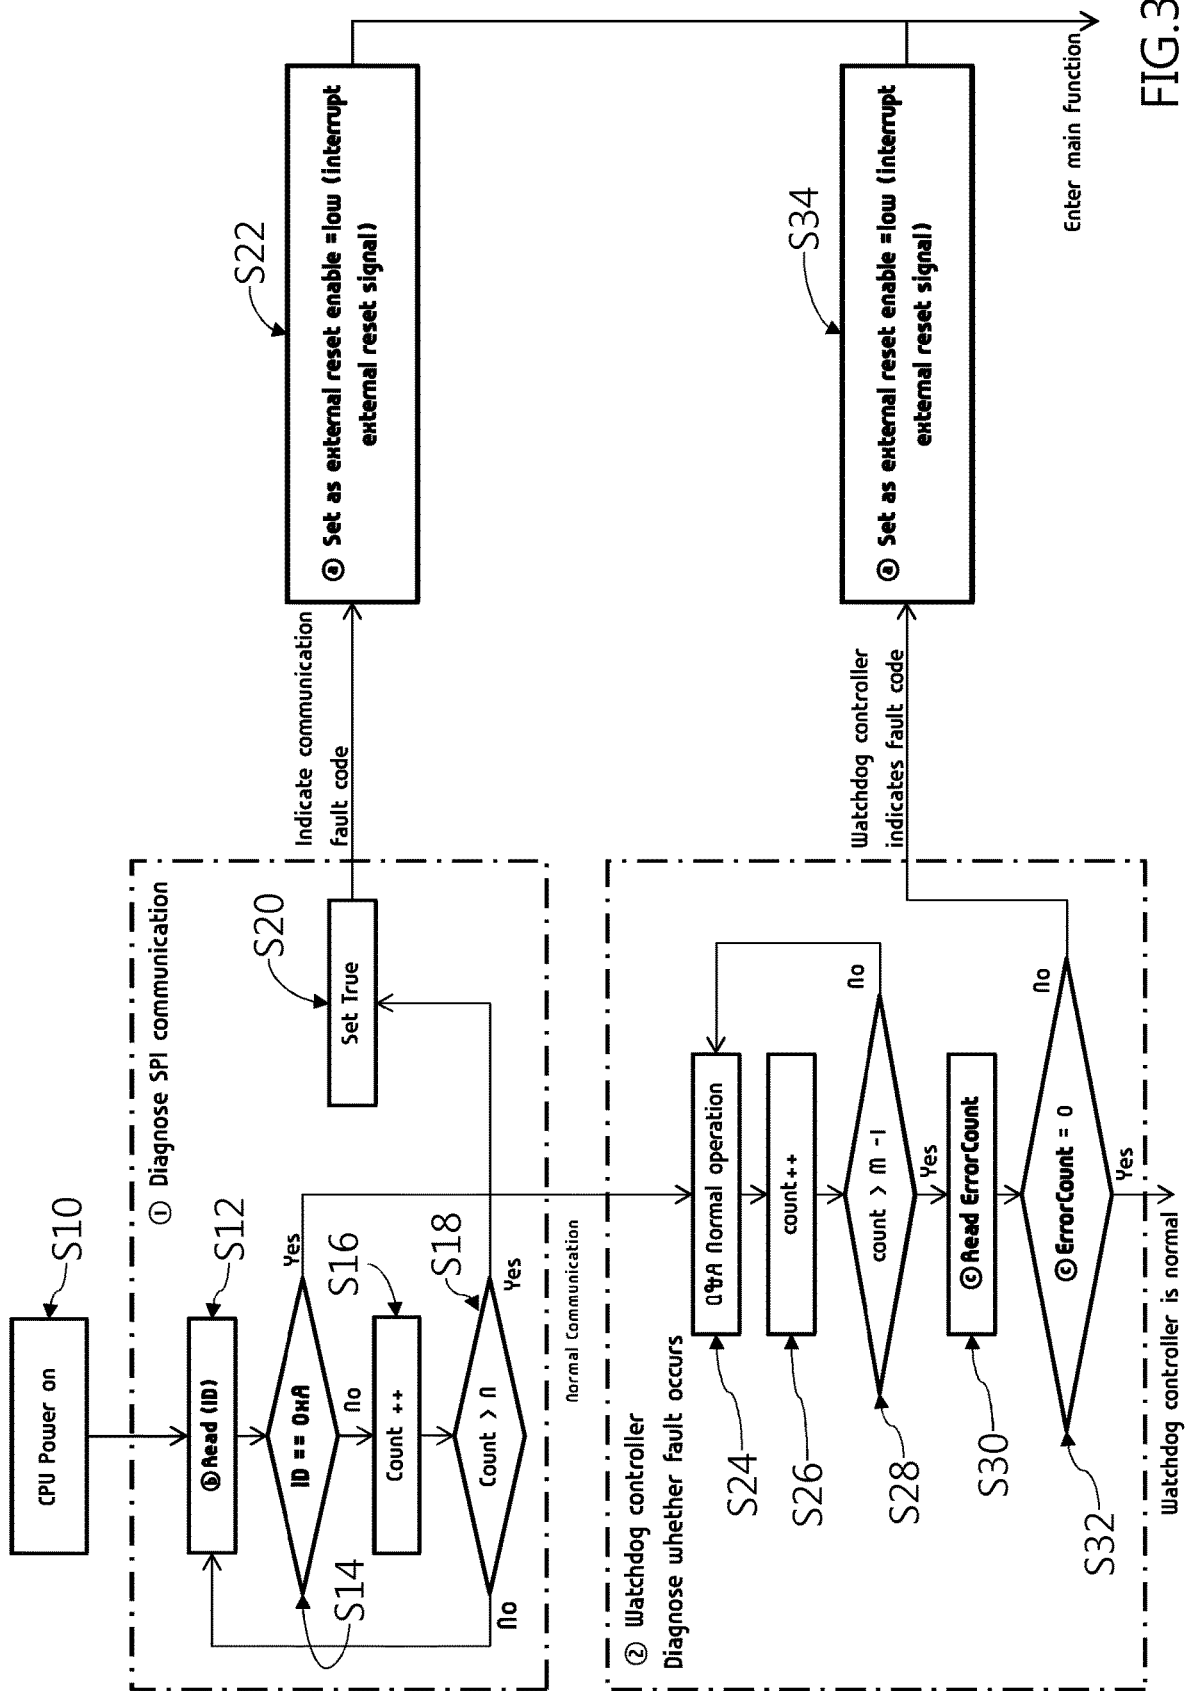 S10
CPU Power on
① Diagnose SPI communication
S12
ⓑRead (ID)
S14
ID == 0xA
Yes
No
S16
Count ++
S18
Count > n
Yes
No
S20
Set True
Indicate communication
fault code
S22
ⓐ Set as external reset enable =low (interrupt
external reset signal)
Normal Communication
② Watchdog controller
Diagnose whether fault occurs
S24
Q&A Normal operation
S26
count++
S28
count > m -1
No
Yes
S30
ⓒRead ErrorCount
S32
ⓒErrorCount = 0
No
Yes
Watchdog controller
indicates fault code
S34
ⓐ Set as external reset enable =low (interrupt
external reset signal)
Watchdog controller is normal
Enter main function
FIG.3